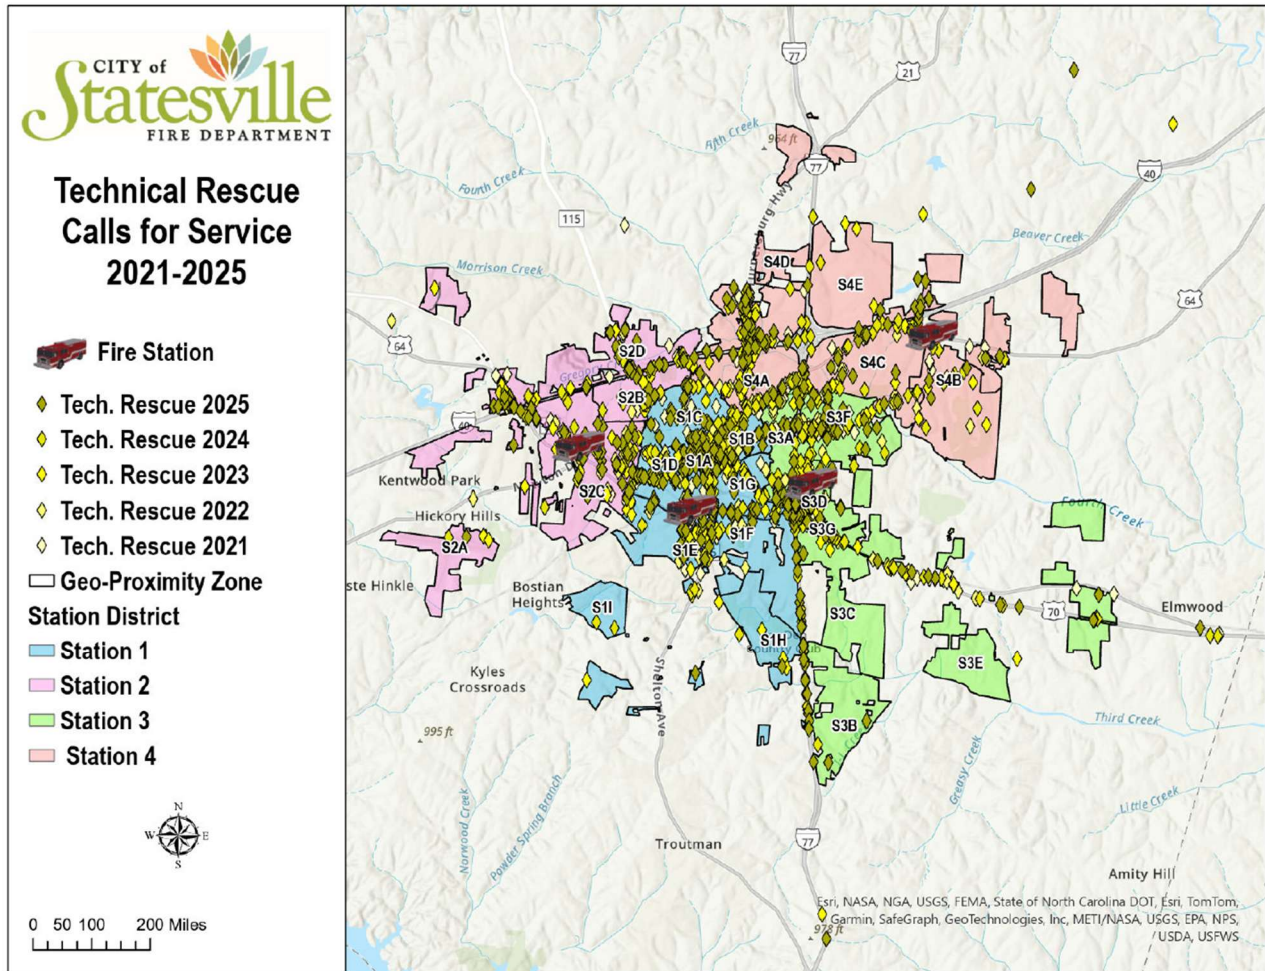 CITY of
Statesville
FIRE DEPARTMENT
Technical Rescue
Calls for Service
2021-2025
Fire Station
Tech. Rescue 2025
Tech. Rescue 2024
Tech. Rescue 2023
Tech. Rescue 2022
Tech. Rescue 2021
Geo-Proximity Zone
Station District
Station 1
Station 2
Station 3
Station 4
N
W E
S
0 50 100 200 Miles
77
21
Fifth Creek
964 ft
77
40
Fourth Creek
115
Beaver Creek
Morrison Creek
S4D
S4E
64
64
S2D
S4C
S4A
S4B
S2B
S1C
S3F
40
S1B
S3A
S1D
S1A
Kentwood Park
S1G
S2C
S3D
Fourth Creek
Hickory Hills
S3G
S1F
S2A
S1E
ste Hinkle
Bostian
Heights
S1I
S3C
70
Elmwood
S1H
Country Club
S3E
Kyles
Crossroads
Shelton Ave
Third Creek
S3B
995 ft
Greasy Creek
Norwood Creek
Powder Spring Branch
Little Creek
Troutman
77
Amity Hill
978 ft
Esri, NASA, NGA, USGS, FEMA, State of North Carolina DOT, Esri, TomTom,
Garmin, SafeGraph, GeoTechnologies, Inc, METI/NASA, USGS, EPA, NPS,
USDA, USFWS